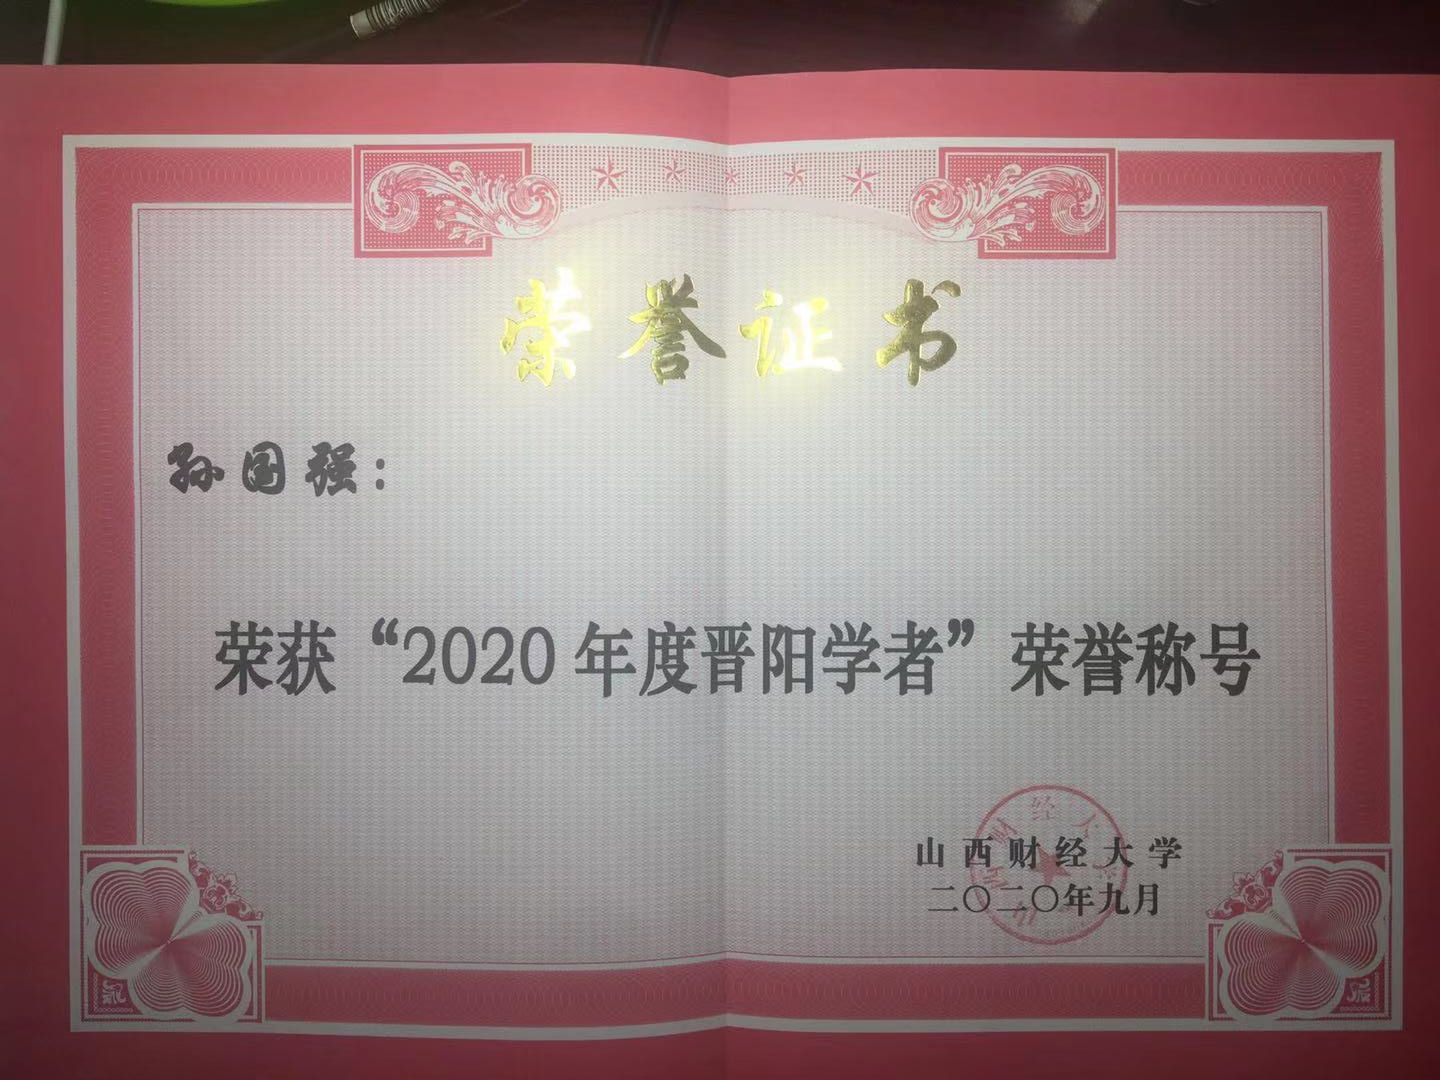 荣誉证书
孙国强：
荣获“2020年度晋阳学者”荣誉称号
山西财经大学
二〇二〇年九月